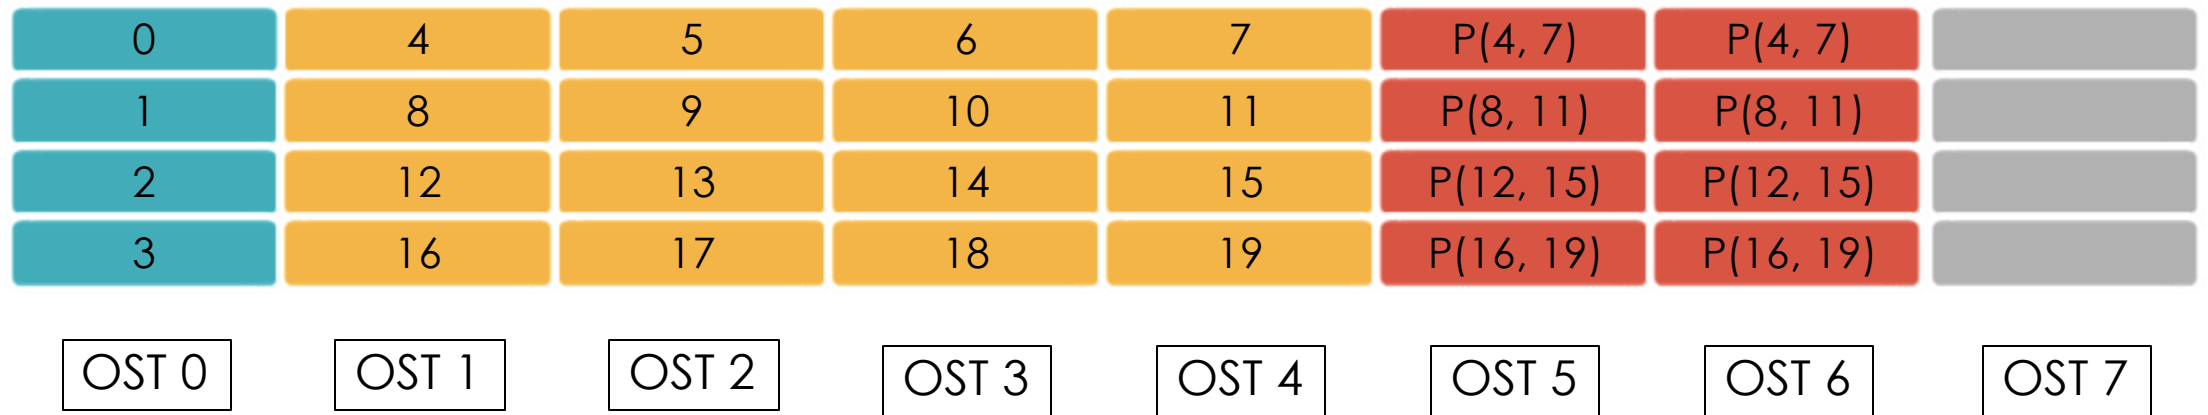 0 4 5 6 7 P(4, 7) P(4, 7)
1 8 9 10 11 P(8, 11) P(8, 11)
2 12 13 14 15 P(12, 15) P(12, 15)
3 16 17 18 19 P(16, 19) P(16, 19)
OST 0 OST 1 OST 2 OST 3 OST 4 OST 5 OST 6 OST 7